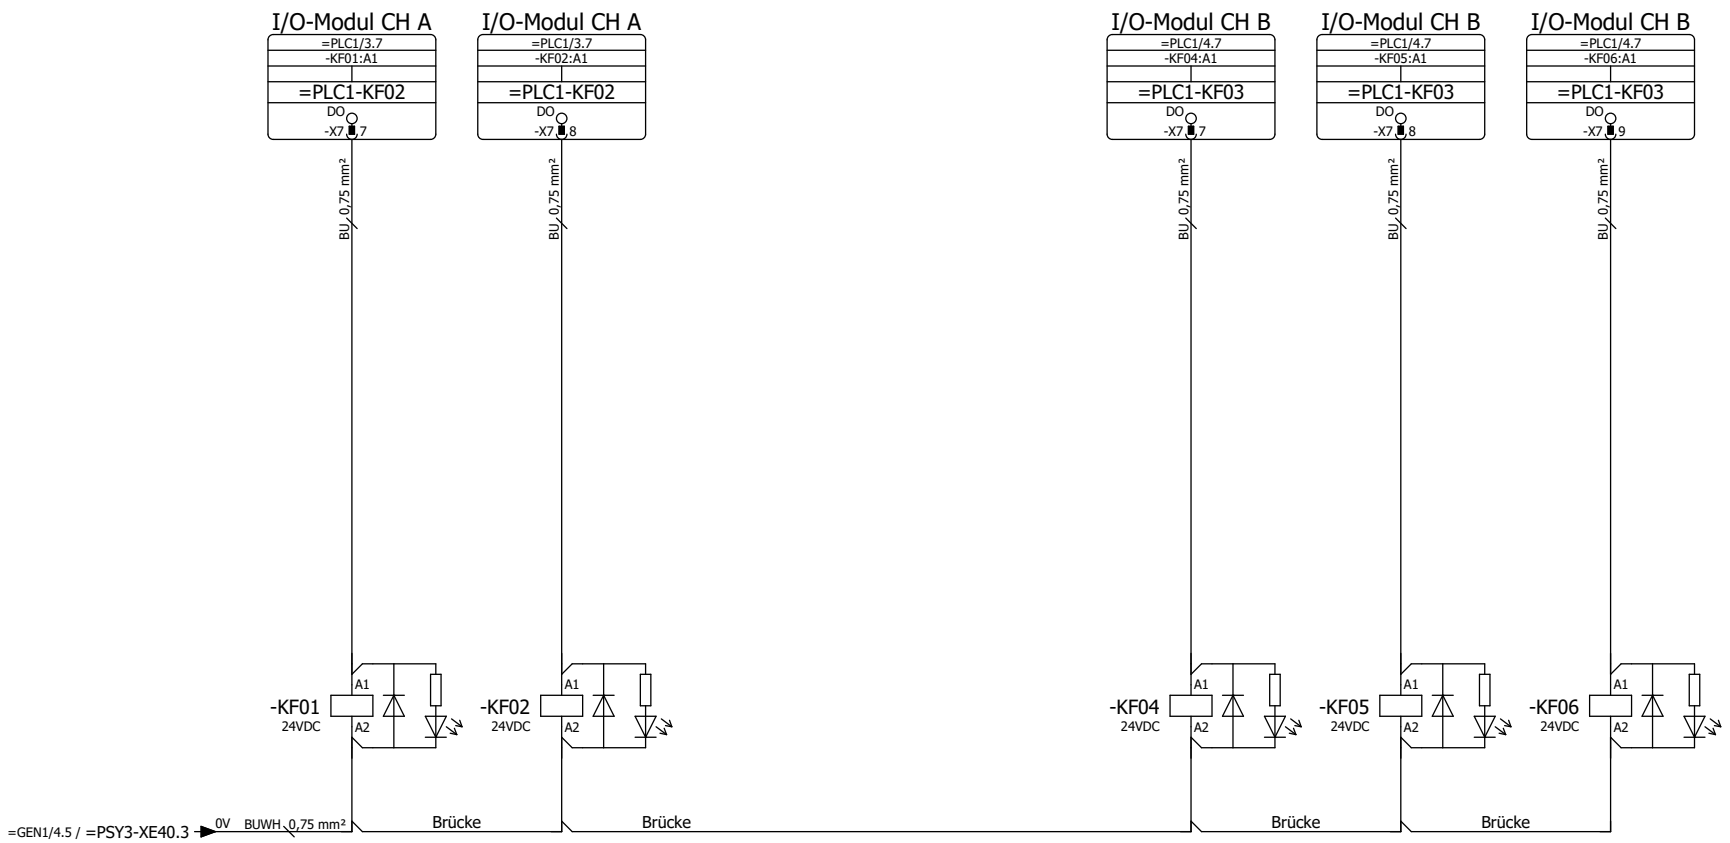 I/O-Modul CH A
=PLC1/3.7
-KF01:A1
=PLC1-KF02
DO
-X7 7
BU 0,75 mm²
I/O-Modul CH A
=PLC1/3.7
-KF02:A1
=PLC1-KF02
DO
-X7 8
BU 0,75 mm²
I/O-Modul CH B
=PLC1/4.7
-KF04:A1
=PLC1-KF03
DO
-X7 7
BU 0,75 mm²
I/O-Modul CH B
=PLC1/4.7
-KF05:A1
=PLC1-KF03
DO
-X7 8
BU 0,75 mm²
I/O-Modul CH B
=PLC1/4.7
-KF06:A1
=PLC1-KF03
DO
-X7 9
BU 0,75 mm²
A1
-KF01
24VDC
A2
A1
-KF02
24VDC
A2
A1
-KF04
24VDC
A2
A1
-KF05
24VDC
A2
A1
-KF06
24VDC
A2
=GEN1/4.5 / =PSY3-XE40.3
0V
BUWH 0,75 mm²
Brücke
Brücke
Brücke
Brücke